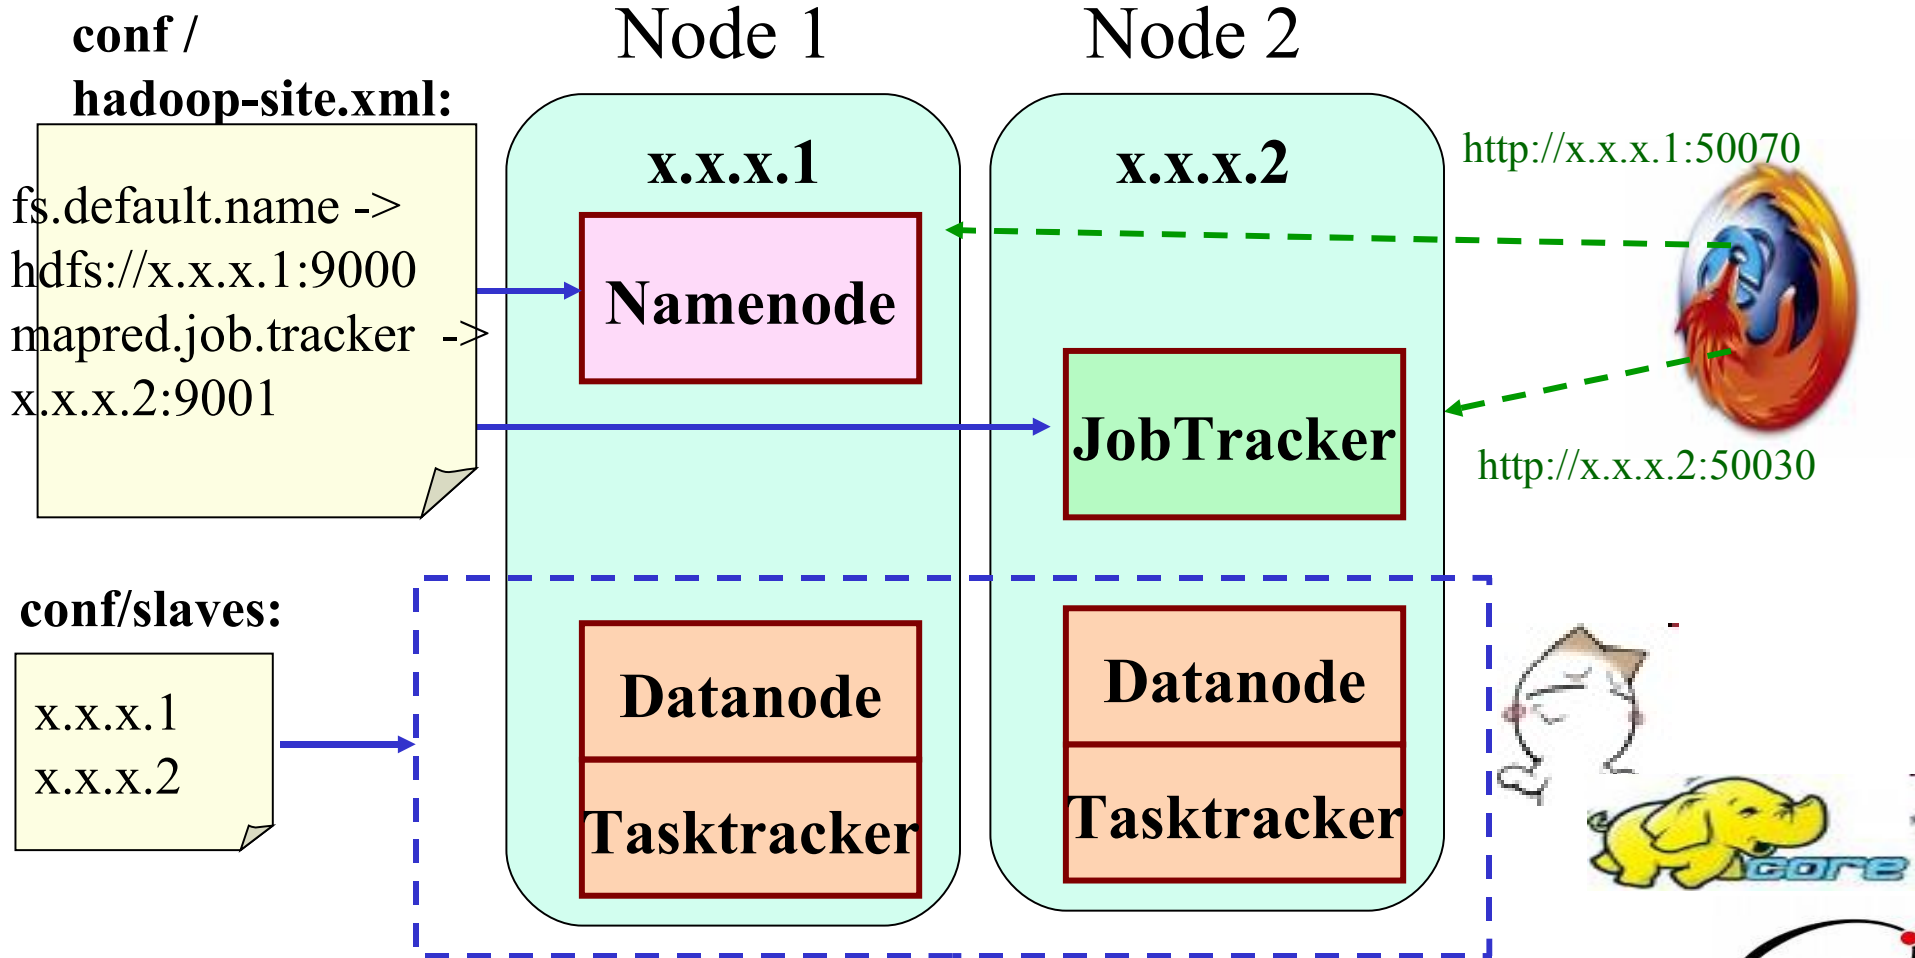 conf /
hadoop-site.xml:
fs.default.name ->
hdfs://x.x.x.1:9000
mapred.job.tracker ->
x.x.x.2:9001
Node 1
x.x.x.1
Namenode
Node 2
x.x.x.2
JobTracker
http://x.x.x.1:50070
http://x.x.x.2:50030
conf/slaves:
x.x.x.1
x.x.x.2
Datanode
Tasktracker
Datanode
Tasktracker
core